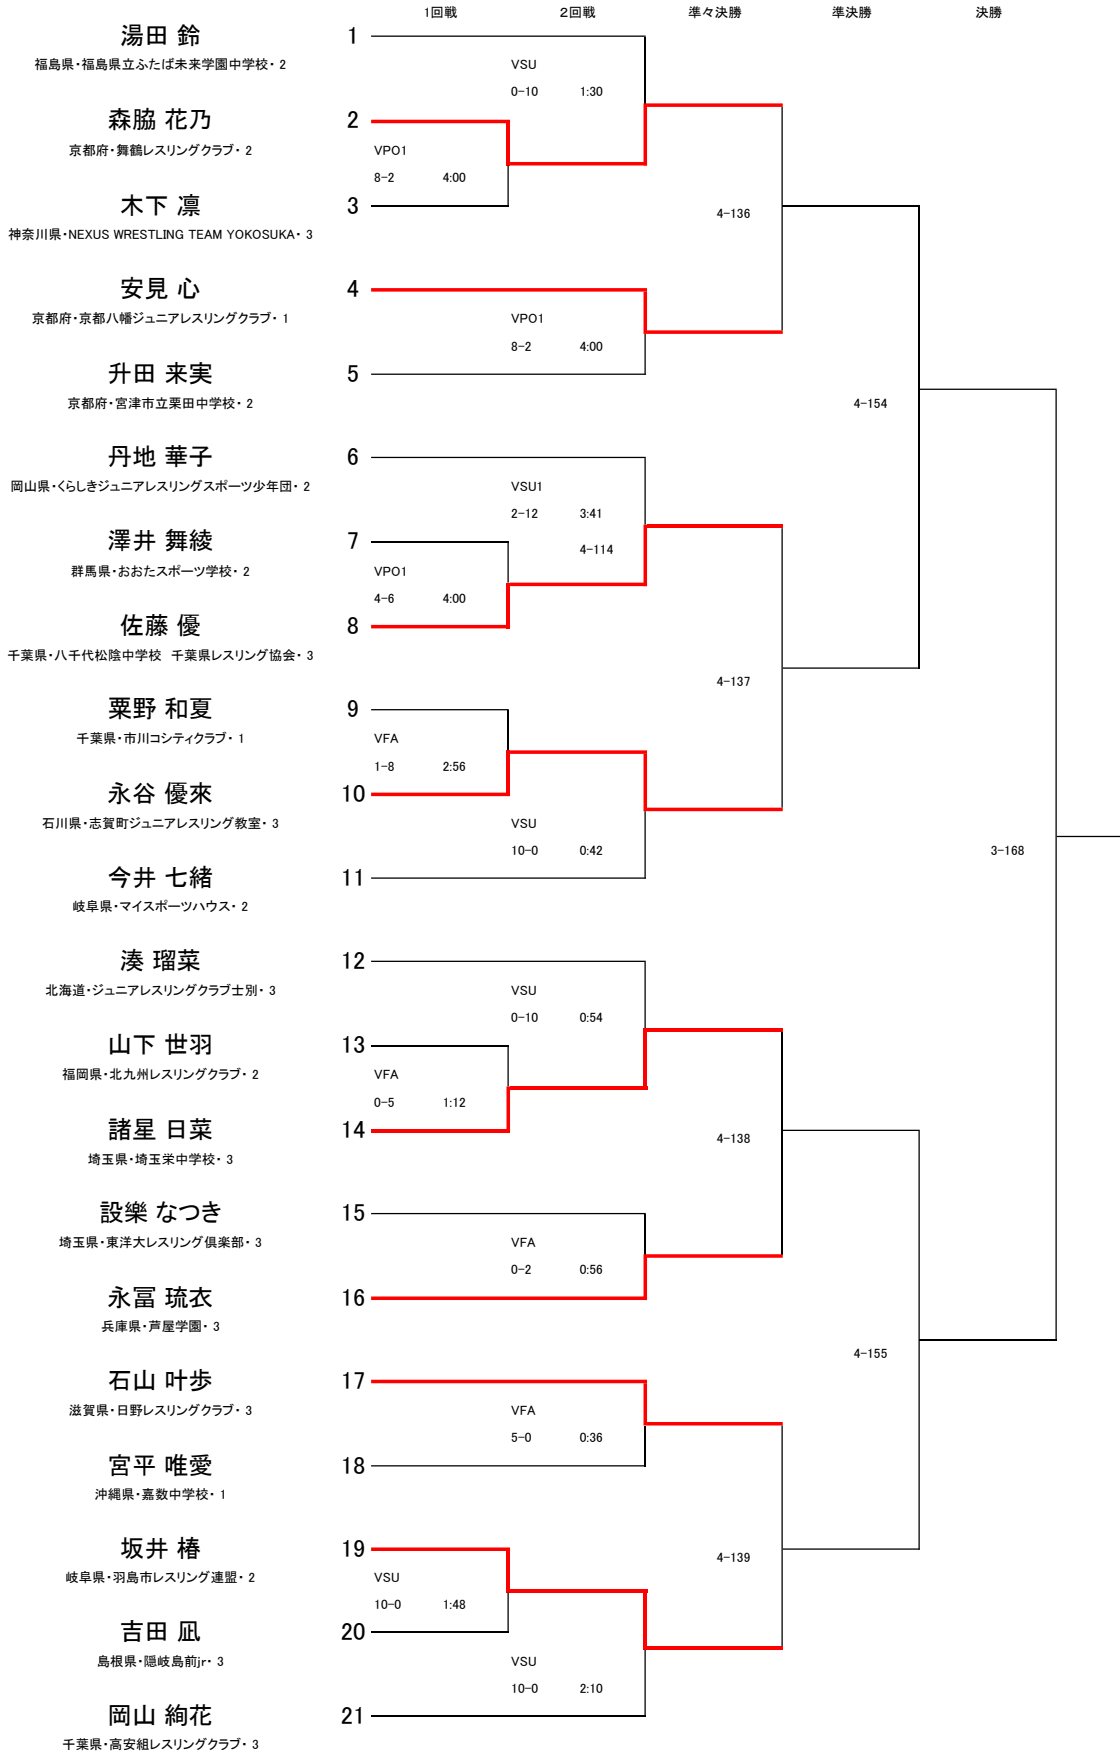 1回戦 2回戦 準々決勝 準決勝 決勝
湯田 鈴 1
福島県・福島県立ふたば未来学園中学校・ 2
VSU
0-10 1:30
森脇 花乃 2
京都府・舞鶴レスリングクラブ・ 2
VPO1
8-2 4:00
木下 凛 3
神奈川県・NEXUS WRESTLING TEAM YOKOSUKA・ 3
4-136
安見 心 4
京都府・京都八幡ジュニアレスリングクラブ・ 1
VPO1
8-2 4:00
升田 来実 5
京都府・宮津市立栗田中学校・ 2
4-154
丹地 華子 6
岡山県・くらしきジュニアレスリングスポーツ少年団・ 2
VSU1
2-12 3:41
4-114
澤井 舞綾 7
群馬県・おおたスポーツ学校・ 2
VPO1
4-6 4:00
佐藤 優 8
千葉県・八千代松陰中学校 千葉県レスリング協会・ 3
4-137
粟野 和夏 9
千葉県・市川コシティクラブ・ 1
VFA
1-8 2:56
永谷 優來 10
石川県・志賀町ジュニアレスリング教室・ 3
VSU
10-0 0:42
3-168
今井 七緒 11
岐阜県・マイスポーツハウス・ 2
湊 瑠菜 12
北海道・ジュニアレスリングクラブ士別・ 3
VSU
0-10 0:54
山下 世羽 13
福岡県・北九州レスリングクラブ・ 2
VFA
0-5 1:12
諸星 日菜 14
埼玉県・埼玉栄中学校・ 3
4-138
設樂 なつき 15
埼玉県・東洋大レスリング倶楽部・ 3
VFA
0-2 0:56
永冨 琉衣 16
兵庫県・芦屋学園・ 3
4-155
石山 叶歩 17
滋賀県・日野レスリングクラブ・ 3
VFA
5-0 0:36
宮平 唯愛 18
沖縄県・嘉数中学校・ 1
坂井 椿 19
岐阜県・羽島市レスリング連盟・ 2
4-139
VSU
10-0 1:48
吉田 凪 20
島根県・隠岐島前jr・ 3
VSU
10-0 2:10
岡山 絢花 21
千葉県・高安組レスリングクラブ・ 3